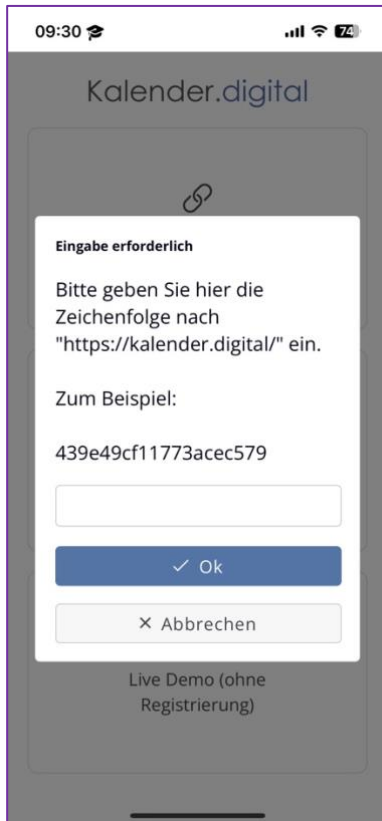 09:30
74
Kalender.digital
Eingabe erforderlich
Bitte geben Sie hier die
Zeichenfolge nach
"https://kalender.digital/" ein.
Zum Beispiel:
439e49cf11773acec579
Ok
Abbrechen
Live Demo (ohne
Registrierung)